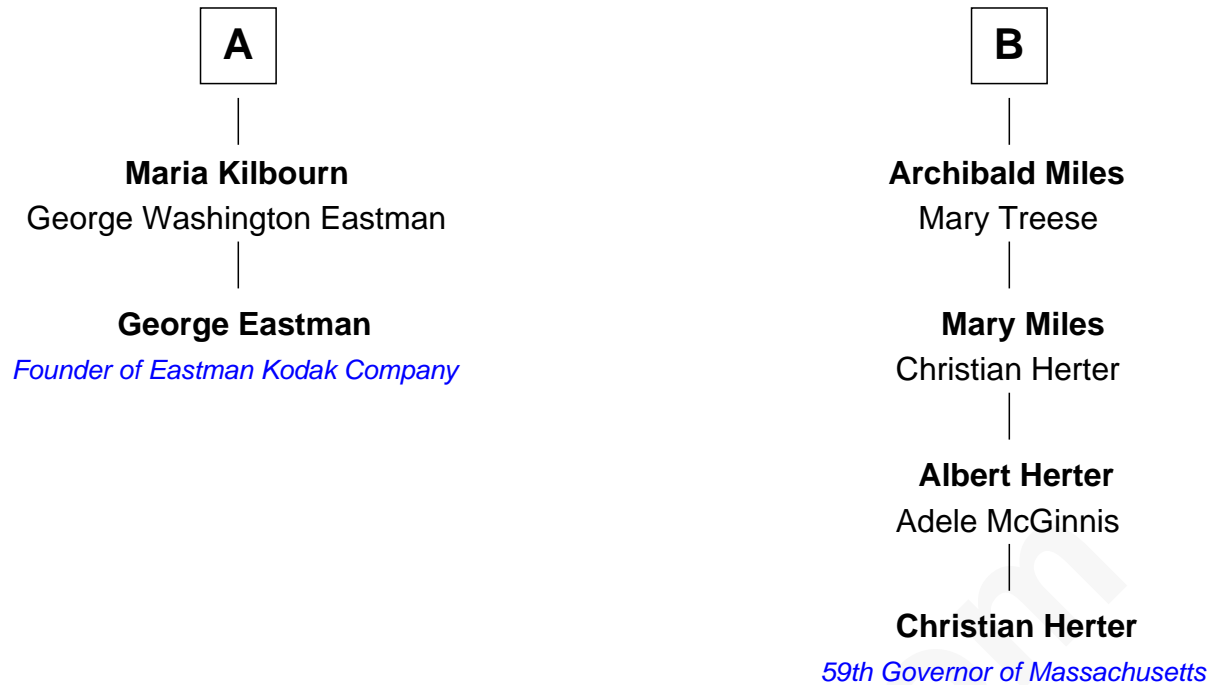 A
Maria Kilbourn
George Washington Eastman
George Eastman
Founder of Eastman Kodak Company
B
Archibald Miles
Mary Treese
Mary Miles
Christian Herter
Albert Herter
Adele McGinnis
Christian Herter
59th Governor of Massachusetts